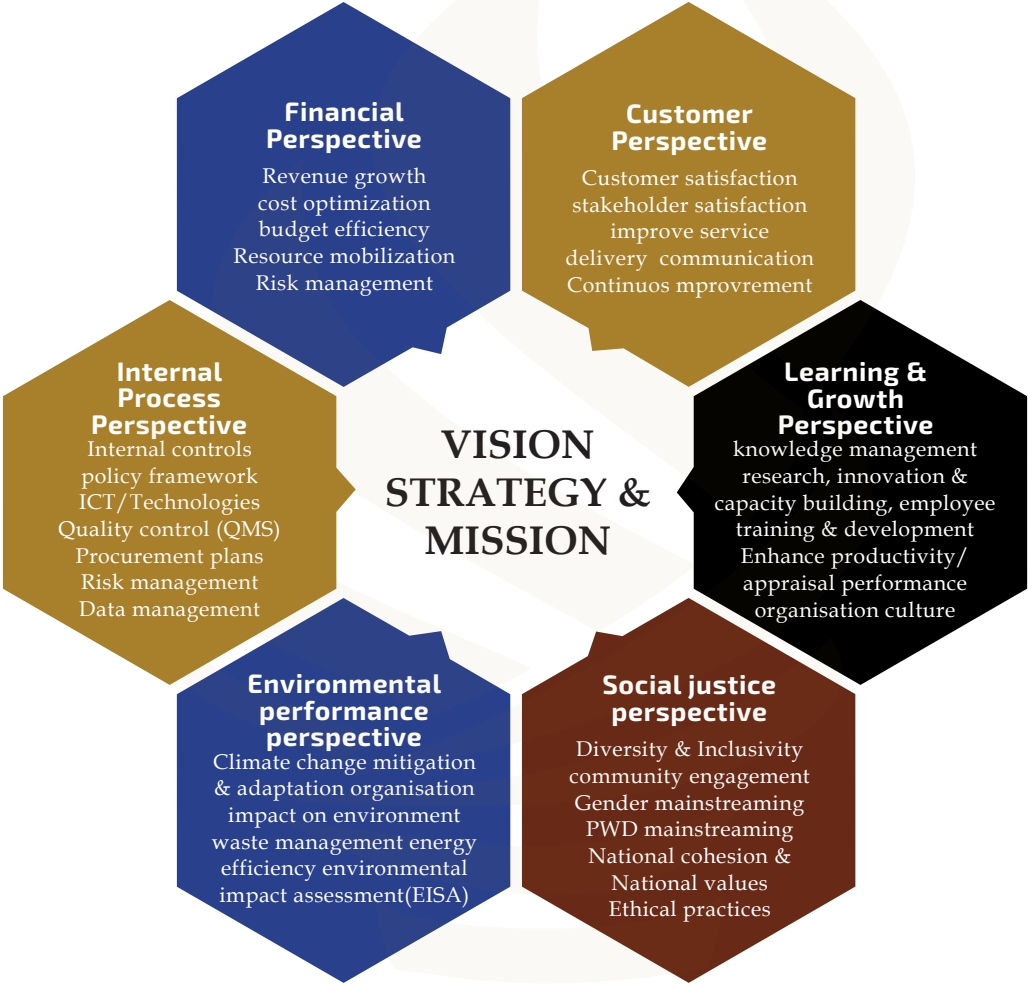 Financial
Perspective
Revenue growth
cost optimization
budget efficiency
Resource mobilization
Risk management
Customer
Perspective
Customer satisfaction
stakeholder satisfaction
improve service
delivery  communication
Continuos mprovrement
Internal
Process
Perspective
Internal controls
policy framework
ICT/Technologies
Quality control (QMS)
Procurement plans
Risk management
Data management
VISION
STRATEGY &
MISSION
Learning &
Growth
Perspective
knowledge management
research, innovation &
capacity building, employee
training & development
Enhance productivity/
appraisal performance
organisation culture
Environmental
performance
perspective
Climate change mitigation
& adaptation organisation
impact on environment
waste management energy
efficiency environmental
impact assessment(EISA)
Social justice
perspective
Diversity & Inclusivity
community engagement
Gender mainstreaming
PWD mainstreaming
National cohesion &
National values
Ethical practices